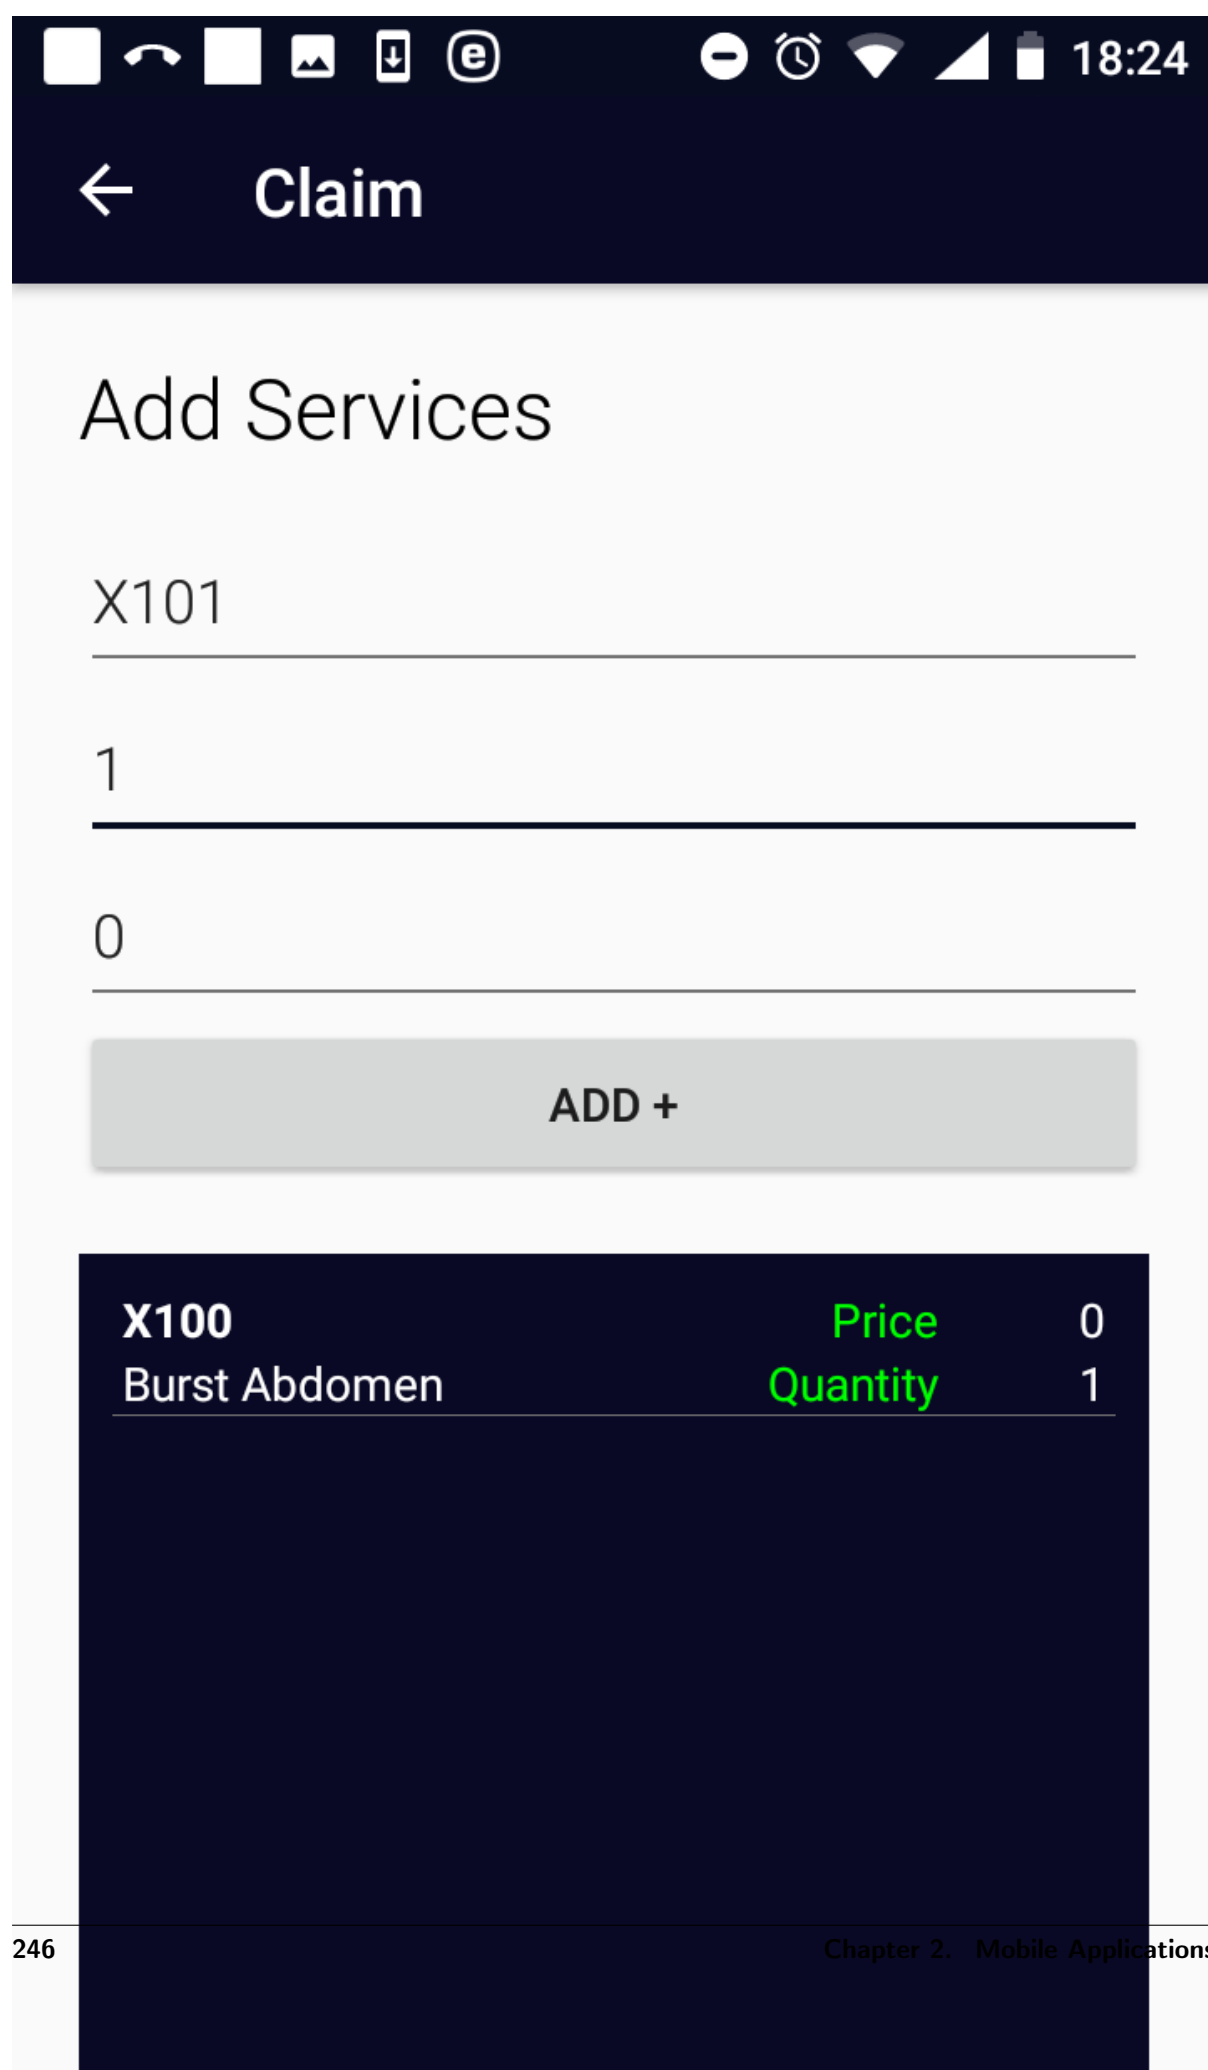 18:24
Claim
Add Services
X101
1
0
ADD +
X100 Price 0
Burst Abdomen Quantity 1
246 Chapter 2. Mobile Applications